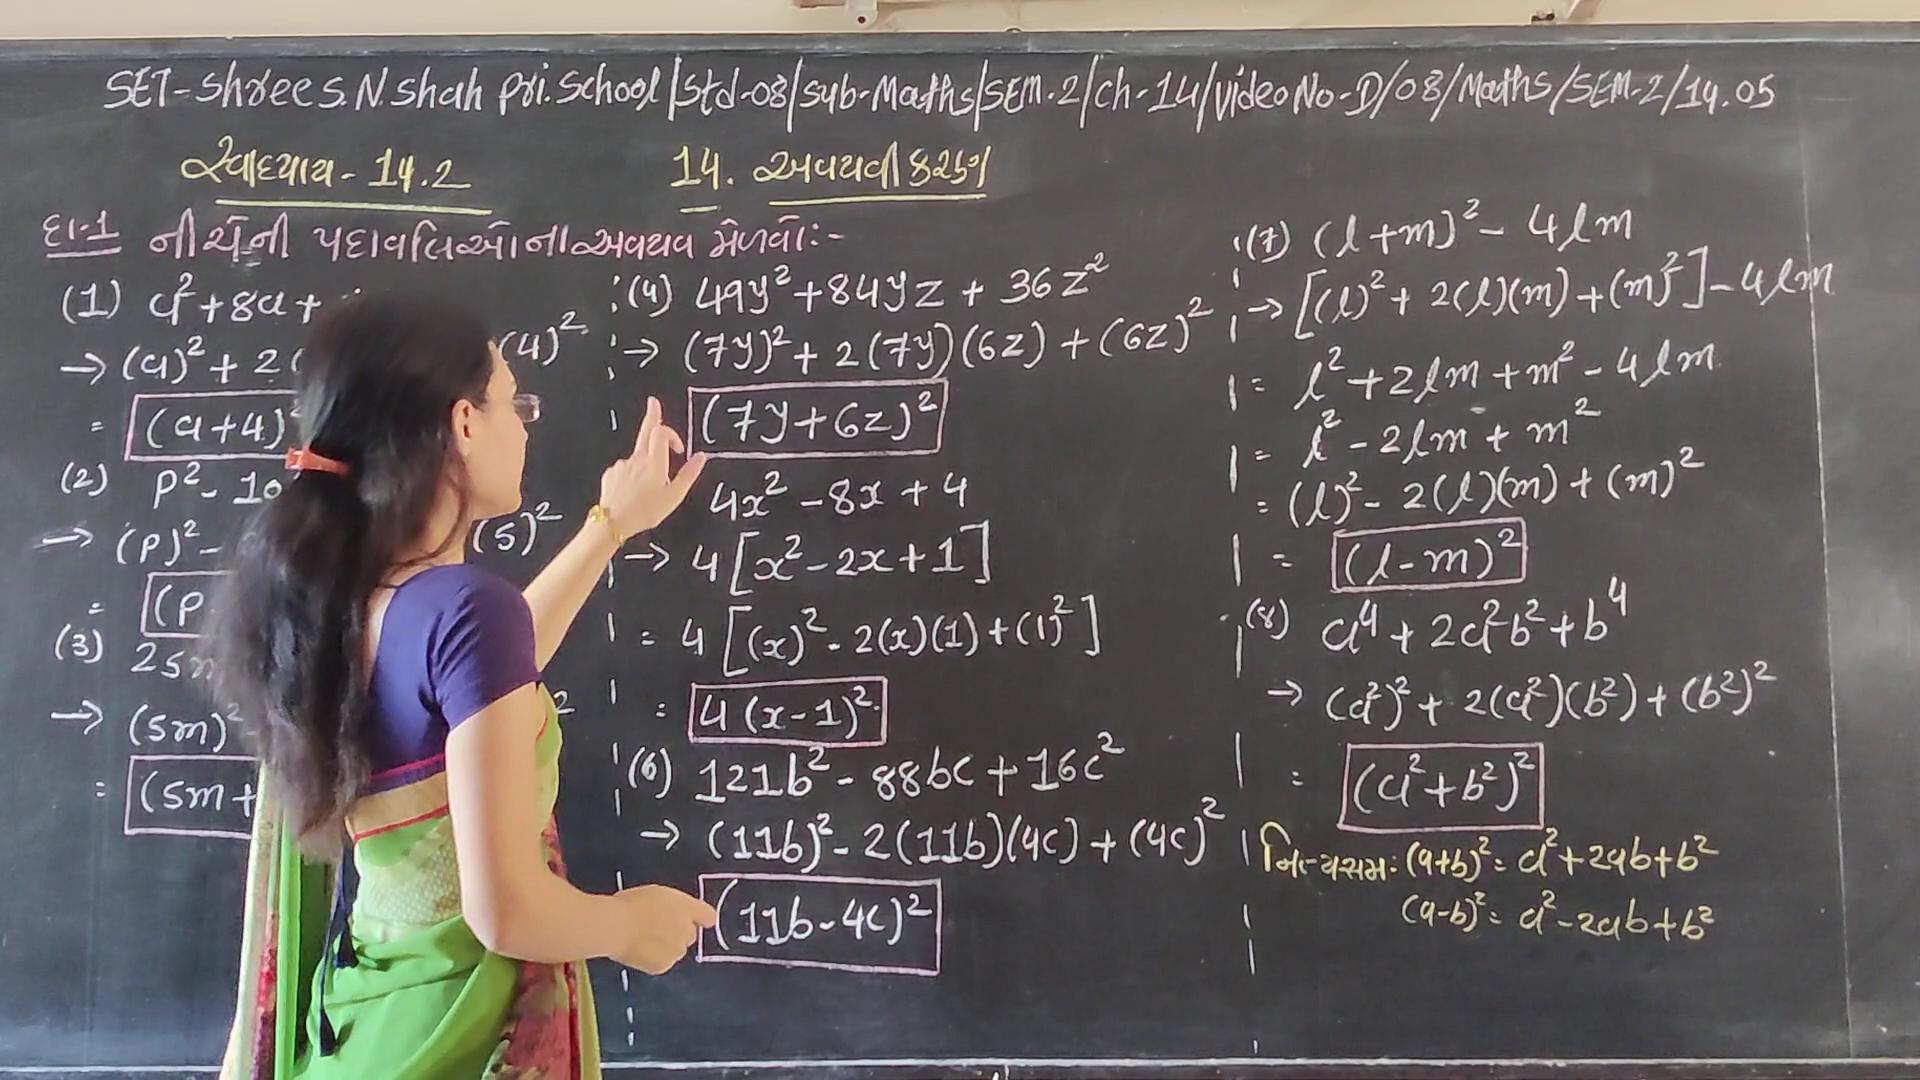 SET-Shree S.N.Shah pri.School/Std-08/Sub-Maths/SEM.2/Ch-14/Video No-D/08/Maths/SEM-2/14.05
સ્વાધ્યાય-14.2
14. અવયવીકરણ
દા-1 નીચેની પદાવલિઓના અવયવ મેળવો:-
(1) a²+8a+
→ (a)²+2 (4)²
= (a+4)²
(2) p²-10
→ (p)²- (5)²
= (p
(3) 25m
→ (5m)² ²
= (5m+
(4) 49y²+84yz+36z²
→ (7y)²+2(7y)(6z)+(6z)²
(7y+6z)²
4x²-8x+4
→ 4[x²-2x+1]
= 4[(x)²-2(x)(1)+(1)²]
= 4(x-1)²
(6) 121b²-88bc+16c²
→ (11b)²-2(11b)(4c)+(4c)²
(11b-4c)²
(7) (l+m)²-4lm
→ [(l)²+2(l)(m)+(m)²]-4lm
= l²+2lm+m²-4lm
= l²-2lm+m²
= (l)²-2(l)(m)+(m)²
= (l-m)²
(8) a⁴+2a²b²+b⁴
→ (a²)²+2(a²)(b²)+(b²)²
= (a²+b²)²
નિત્યસમ: (a+b)²=a²+2ab+b²
(a-b)²=a²-2ab+b²